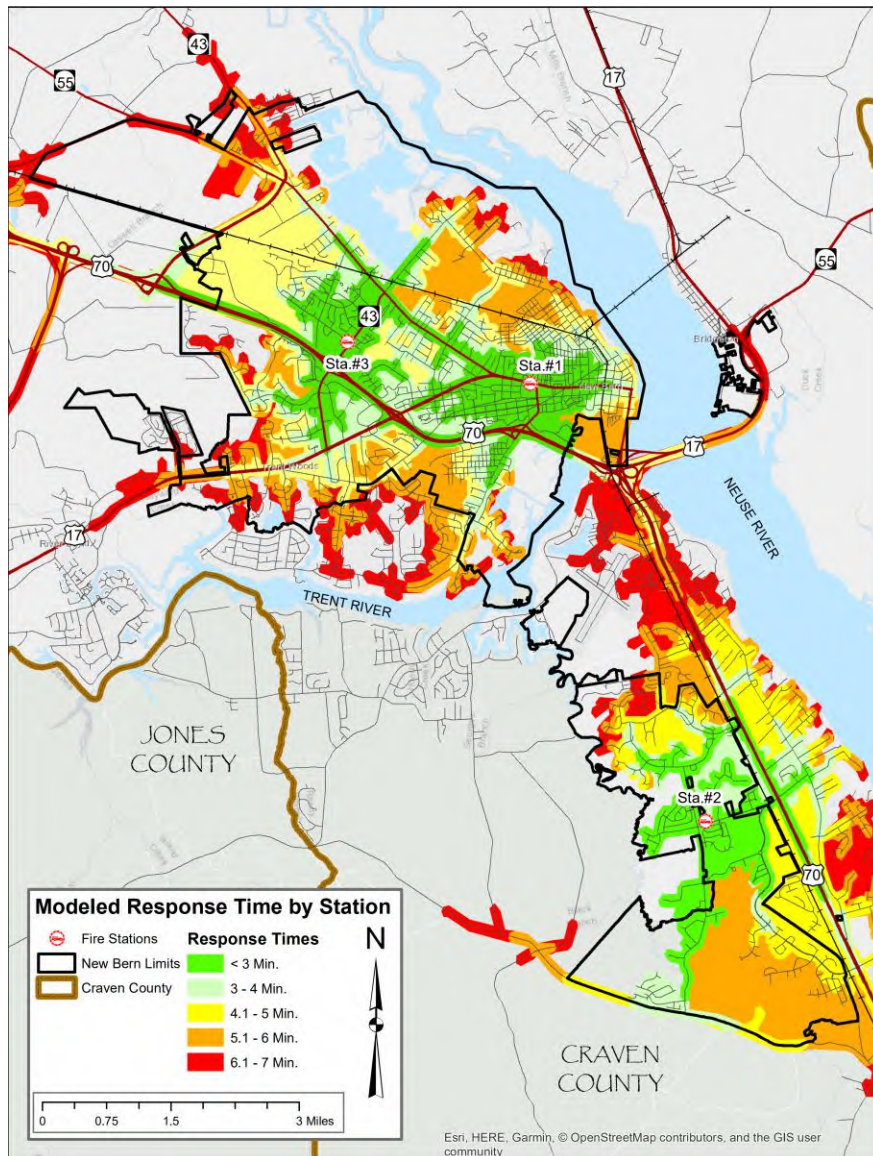 43
55
17
70
55
43
Sta.#3
Sta.#1
70
17
17
NEUSE RIVER
TRENT RIVER
JONES
COUNTY
Sta.#2
70
CRAVEN
COUNTY
Modeled Response Time by Station
Fire Stations
New Bern Limits
Craven County
Response Times
< 3 Min.
3 - 4 Min.
4.1 - 5 Min.
5.1 - 6 Min.
6.1 - 7 Min.
N
0 0.75 1.5 3 Miles
Esri, HERE, Garmin, © OpenStreetMap contributors, and the GIS user
community